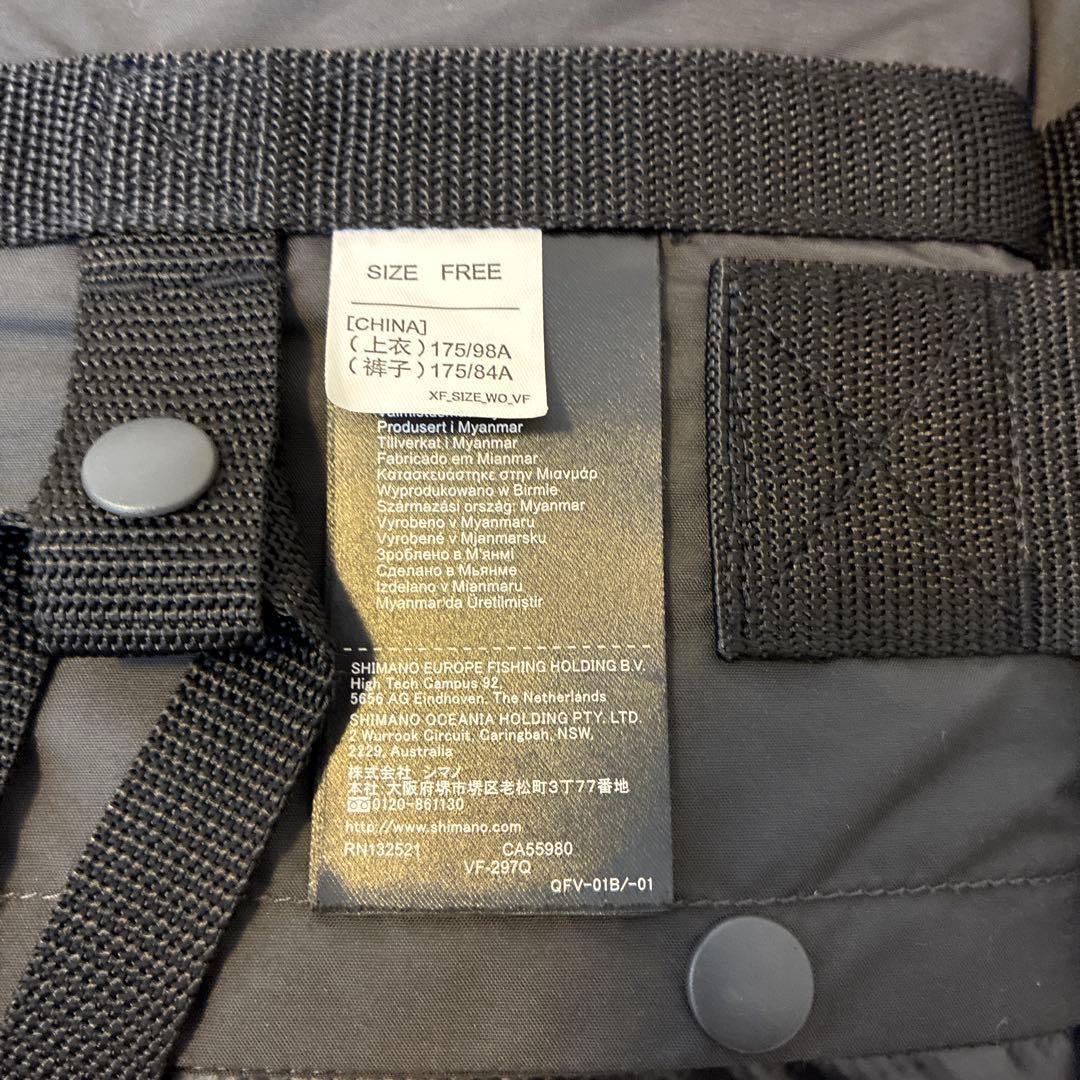 SIZE FREE
[CHINA]
(上衣)175/98A
(裤子)175/84A
XF_SIZE_WO_VF
Produsert i Myanmar
Tillverkat i Myanmar
Fabricado em Mianmar
Κατασκευάστηκε στην Μιανμάρ
Wyprodukowano w Birmie
Származási ország: Myanmar
Vyrobeno v Myanmaru
Vyrobené v Mjanmarsku
Зроблено в М'янмі
Сделано в Мьянме
Izdelano v Mianmaru
Myanmar'da Üretilmiştir
SHIMANO EUROPE FISHING HOLDING B.V.
High Tech Campus 92,
5656 AG Eindhoven, The Netherlands
SHIMANO OCEANIA HOLDING PTY. LTD.
2 Wurrook Circuit, Caringbah, NSW,
2229, Australia
株式会社 シマノ
本社 大阪府堺市堺区老松町3丁77番地
0120-861130
http://www.shimano.com
RN132521 CA55980
VF-297Q
QFV-01B/-01